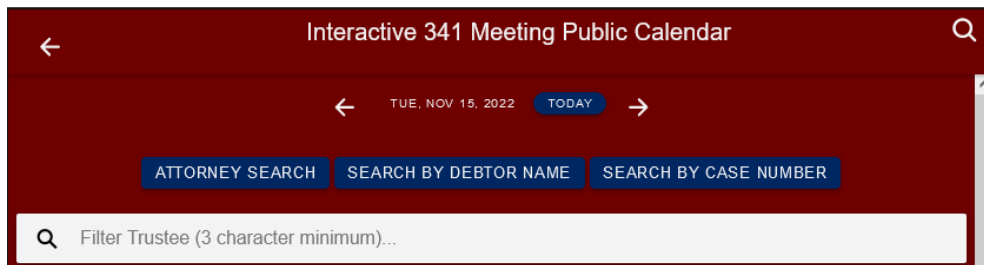 Interactive 341 Meeting Public Calendar
TUE, NOV 15, 2022 TODAY
ATTORNEY SEARCH SEARCH BY DEBTOR NAME SEARCH BY CASE NUMBER
Filter Trustee (3 character minimum)...